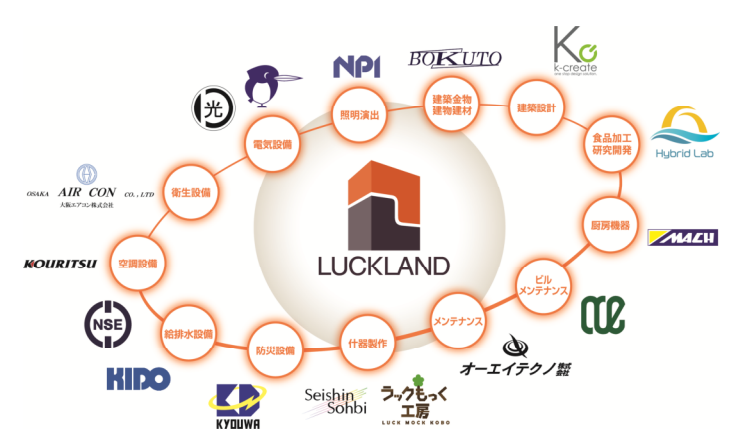 NPI
BOKUTO
K
k-create
光
電気設備
照明演出
建築金物
建物建材
建築設計
食品加工
研究開発
Hybrid Lab
OSAKA AIR CON CO., LTD
大阪エアコン株式会社
衛生設備
厨房機器
MACH
KOURITSU
空調設備
LUCKLAND
ビル
メンテナンス
NSE
給排水設備
防災設備
什器製作
メンテナンス
オーエイテクノ株式会社
KIDO
KYOUWA
Seishin
Sohbi
ラックもっく
工房
LUCK MOCK KOBO